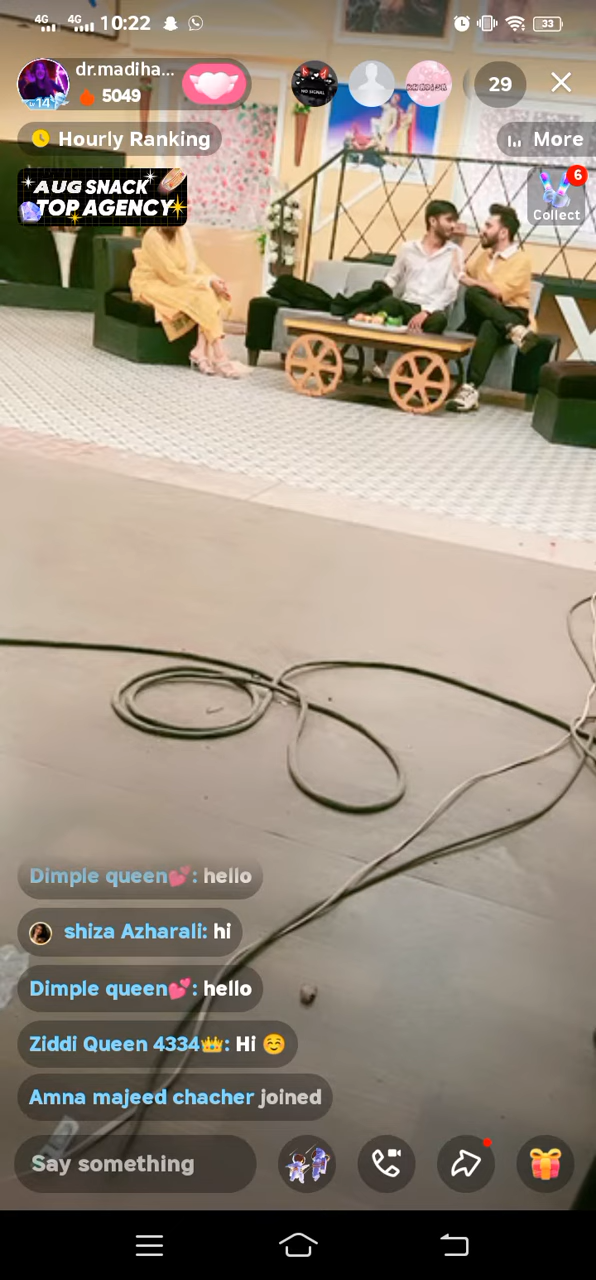 4G 4G 10:22 33
dr.madiha...
14
5049
NO SIGNAL
29
Hourly Ranking
More
AUG SNACK
TOP AGENCY
6
Collect
Dimple queen💕: hello
shiza Azharali: hi
Dimple queen💕: hello
Ziddi Queen 4334👑: Hi ☺️
Amna majeed chacher joined
Say something